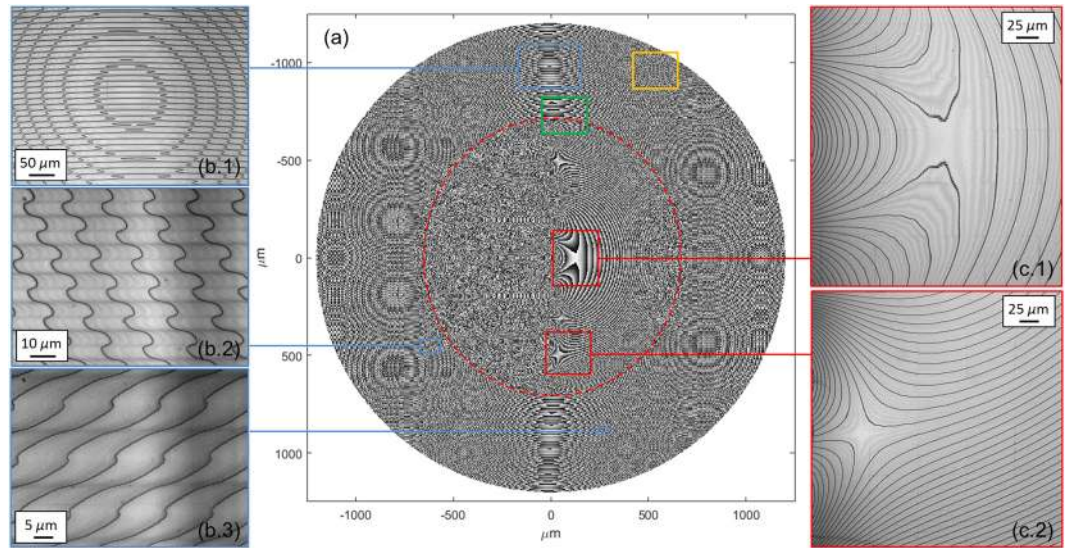 50 µm
(b.1)
10 µm
(b.2)
5 µm
(b.3)
(a)
-1000
-500
0
500
1000
µm
-1000
-500
0
500
1000
µm
25 µm
(c.1)
25 µm
(c.2)